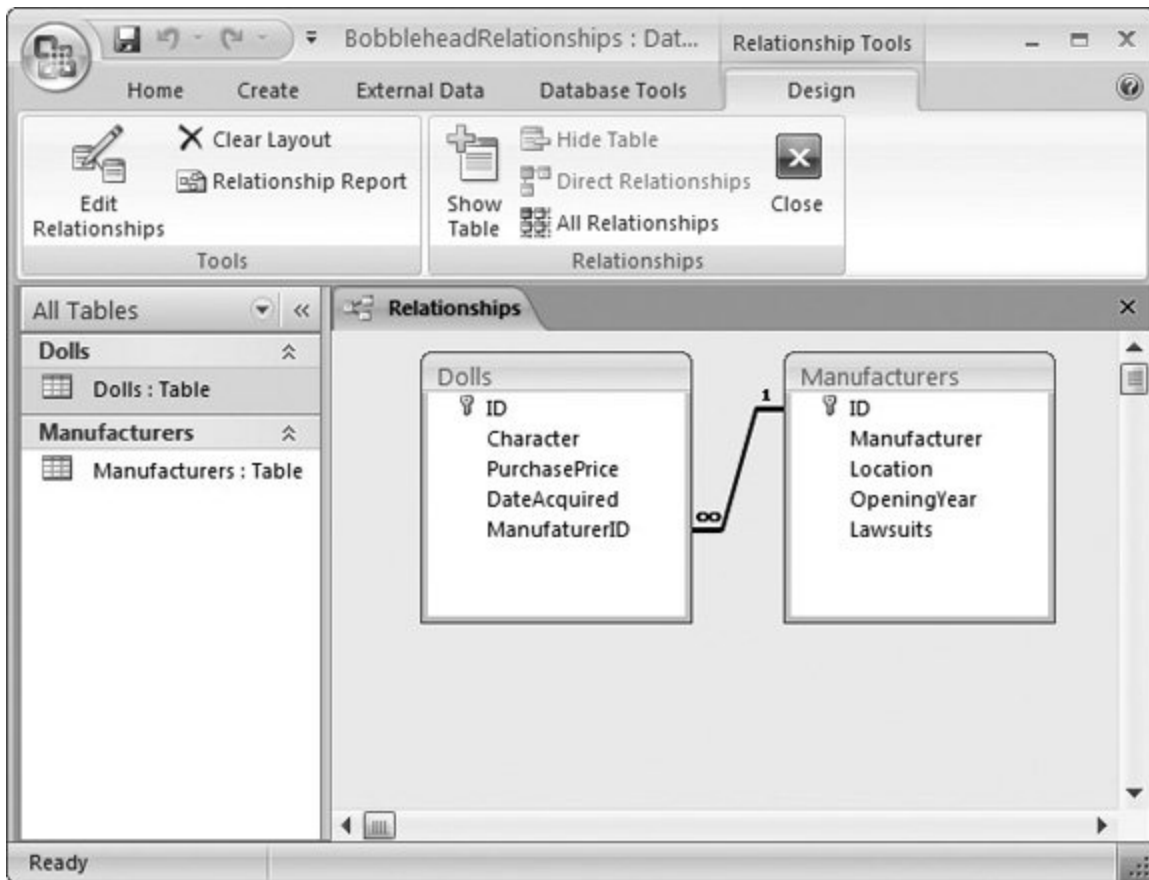 BobbleheadRelationships : Dat...
Relationship Tools
Home Create External Data Database Tools Design
Edit Relationships
Clear Layout
Relationship Report
Tools
Show Table
Hide Table
Direct Relationships
All Relationships
Close
Relationships
All Tables
Dolls
Dolls : Table
Manufacturers
Manufacturers : Table
Relationships
Dolls
ID
Character
PurchasePrice
DateAcquired
ManufaturerID
∞
1
Manufacturers
ID
Manufacturer
Location
OpeningYear
Lawsuits
Ready